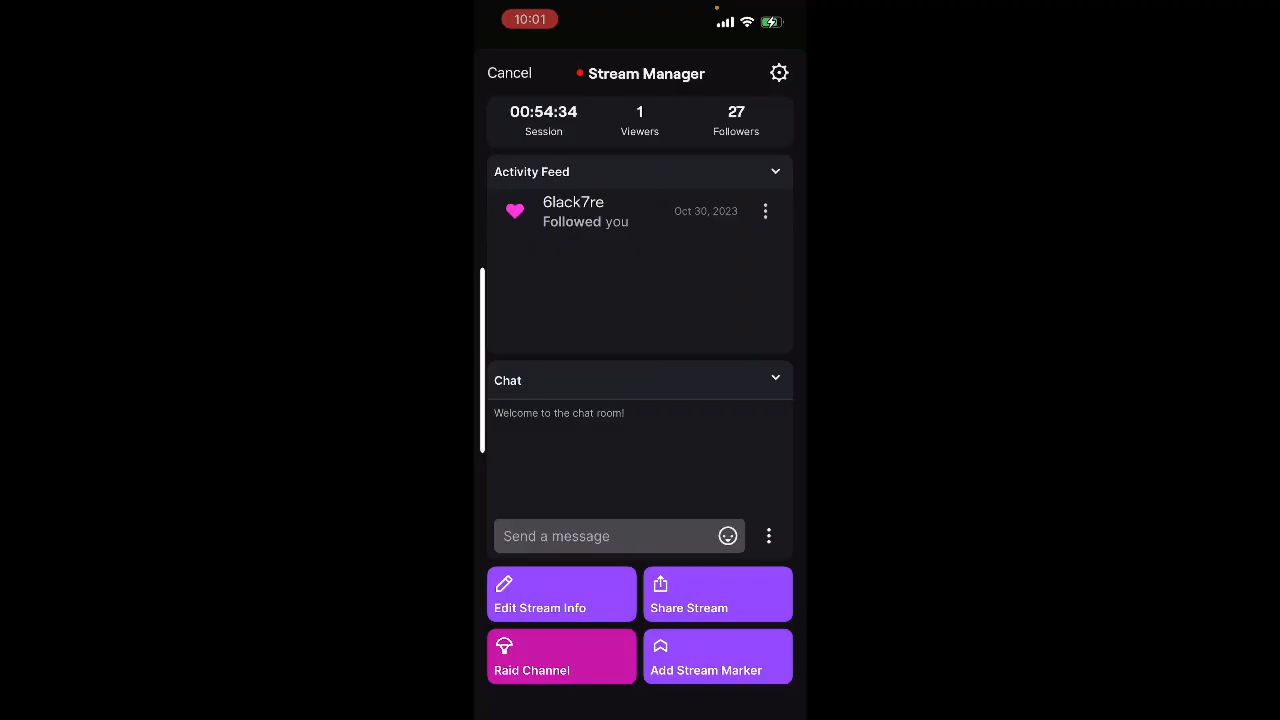 10:01
Cancel
Stream Manager
00:54:34
Session
1
Viewers
27
Followers
Activity Feed
6lack7re
Followed you
Oct 30, 2023
Chat
Welcome to the chat room!
Send a message
Edit Stream Info
Share Stream
Raid Channel
Add Stream Marker